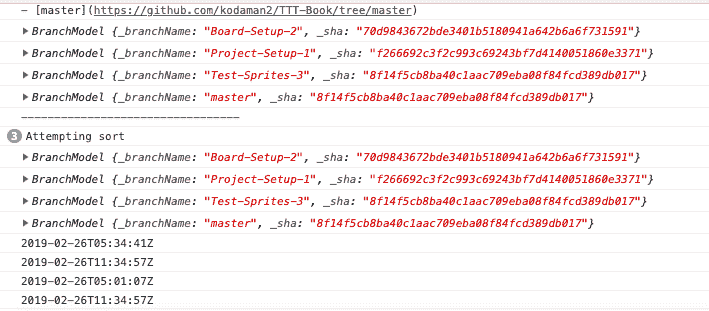 - [master](https://github.com/kodaman2/TTT-Book/tree/master)
▶ BranchModel {_branchName: "Board-Setup-2", _sha: "70d9843672bde3401b5180941a642b6a6f731591"}
▶ BranchModel {_branchName: "Project-Setup-1", _sha: "f266692c3f2c993c69243bf7d4140051860e3371"}
▶ BranchModel {_branchName: "Test-Sprites-3", _sha: "8f14f5cb8ba40c1aac709eba08f84fcd389db017"}
▶ BranchModel {_branchName: "master", _sha: "8f14f5cb8ba40c1aac709eba08f84fcd389db017"}
---------------------------------
3 Attempting sort
▶ BranchModel {_branchName: "Board-Setup-2", _sha: "70d9843672bde3401b5180941a642b6a6f731591"}
▶ BranchModel {_branchName: "Project-Setup-1", _sha: "f266692c3f2c993c69243bf7d4140051860e3371"}
▶ BranchModel {_branchName: "Test-Sprites-3", _sha: "8f14f5cb8ba40c1aac709eba08f84fcd389db017"}
▶ BranchModel {_branchName: "master", _sha: "8f14f5cb8ba40c1aac709eba08f84fcd389db017"}
2019-02-26T05:34:41Z
2019-02-26T11:34:57Z
2019-02-26T05:01:07Z
2019-02-26T11:34:57Z